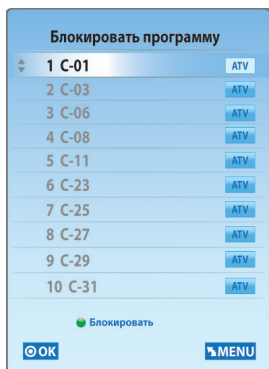 Блокировать программу
1 C-01 ATV
2 C-03 ATV
3 C-06 ATV
4 C-08 ATV
5 C-11 ATV
6 C-23 ATV
7 C-25 ATV
8 C-27 ATV
9 C-29 ATV
10 C-31 ATV
Блокировать
OK MENU